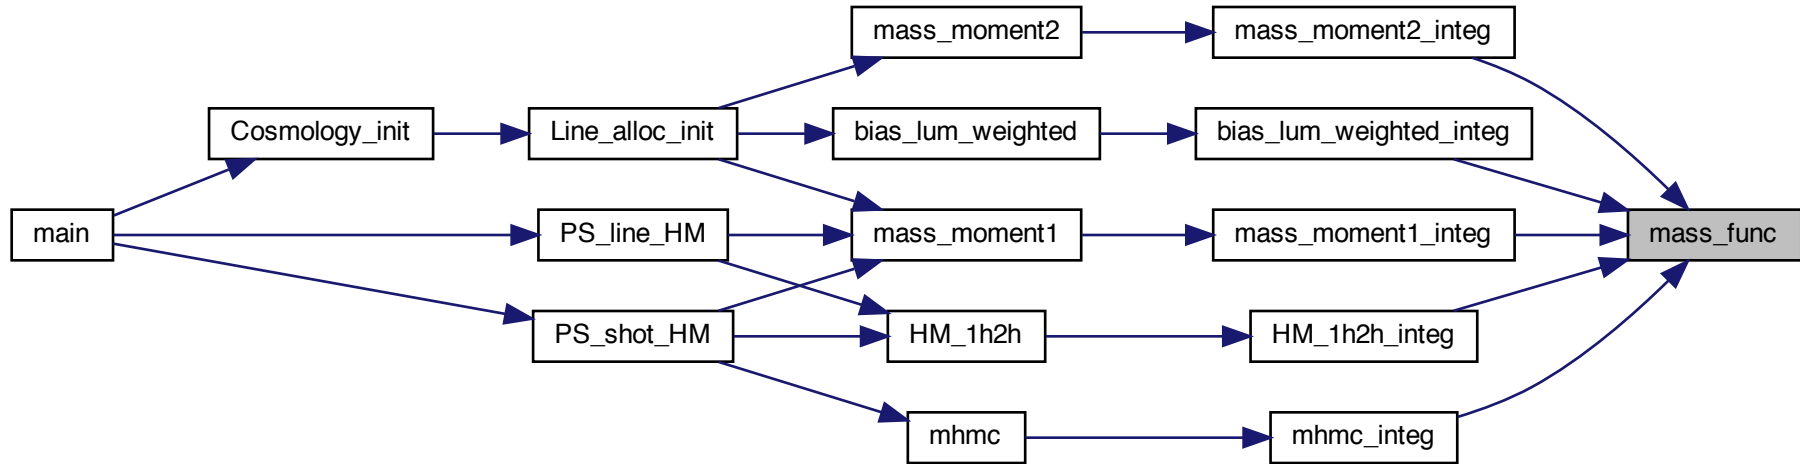 mass_moment2
mass_moment2_integ
Cosmology_init
Line_alloc_init
bias_lum_weighted
bias_lum_weighted_integ
main
PS_line_HM
mass_moment1
mass_moment1_integ
mass_func
PS_shot_HM
HM_1h2h
HM_1h2h_integ
mhmc
mhmc_integ